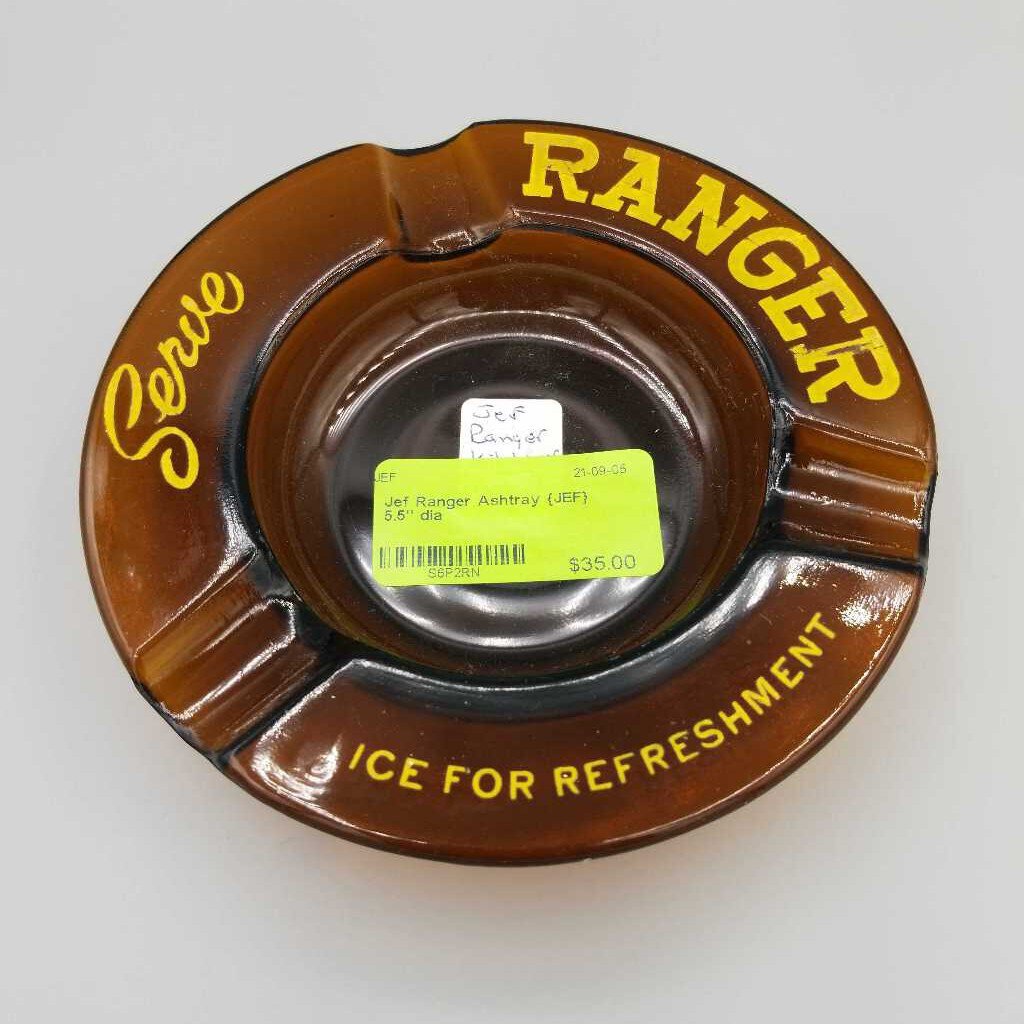 Serve
RANGER
ICE FOR REFRESHMENT
Jef
Ranger
JEF 21-09-05
Jef Ranger Ashtray {JEF}
5.5" dia
S6P2RN $35.00